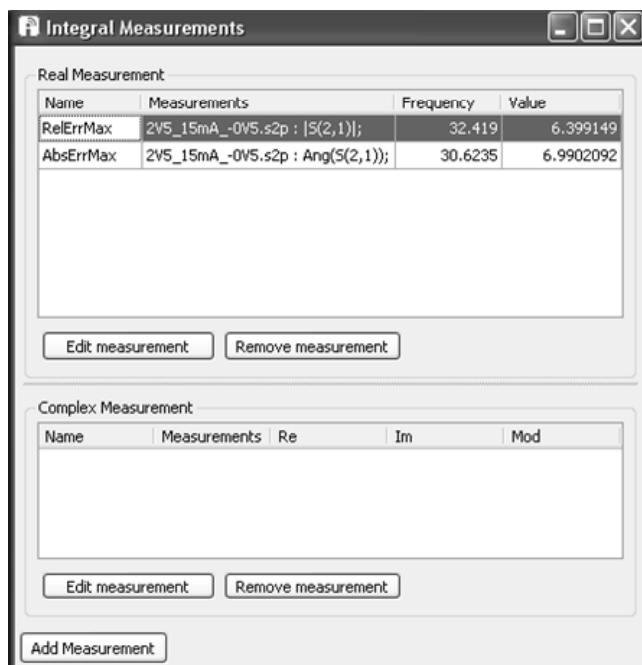 Integral Measurements
Real Measurement
Name Measurements Frequency Value
RelErrMax 2V5_15mA_-0V5.s2p : |S(2,1)|; 32.419 6.399149
AbsErrMax 2V5_15mA_-0V5.s2p : Ang(S(2,1)); 30.6235 6.9902092
Edit measurement Remove measurement
Complex Measurement
Name Measurements Re Im Mod
Edit measurement Remove measurement
Add Measurement